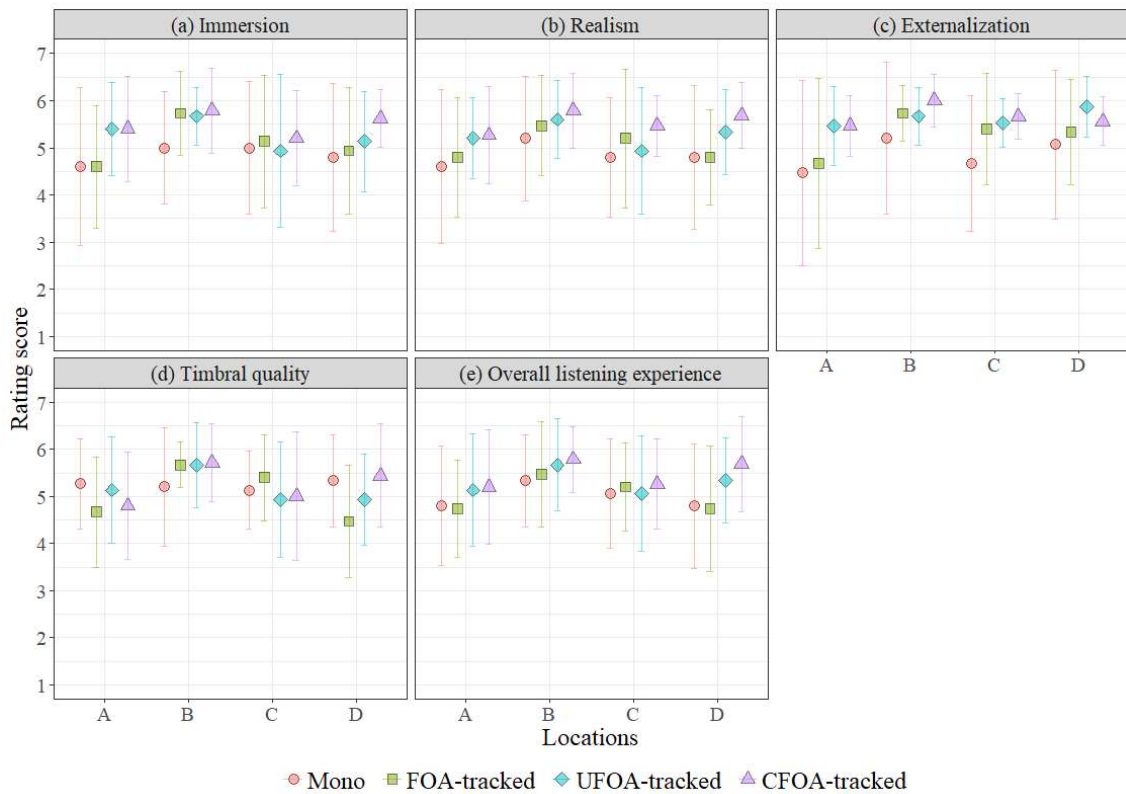 (a) Immersion (b) Realism (c) Externalization
7
6
5
4
3
2
1
A B C D
(d) Timbral quality (e) Overall listening experience
Rating score
7
6
5
4
3
2
1
A B C D A B C D
Locations
Mono FOA-tracked UFOA-tracked CFOA-tracked